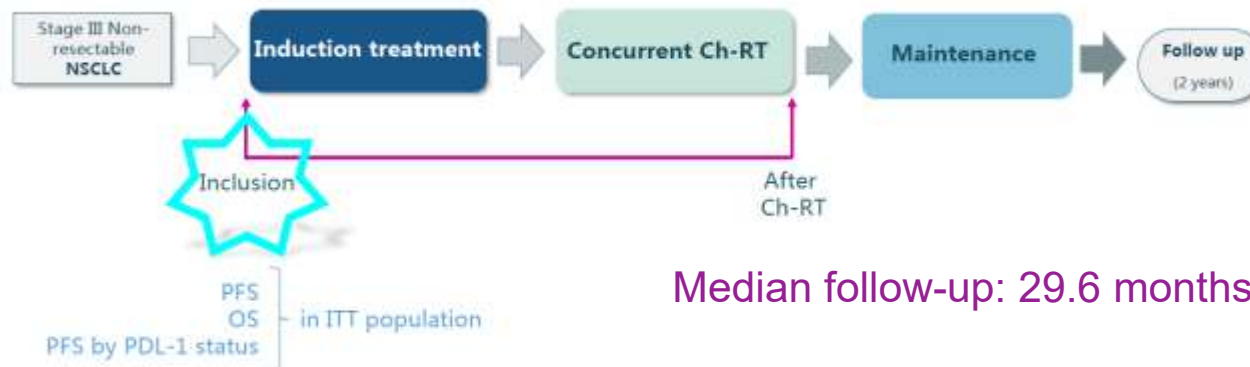 Stage III Non-
resectable
NSCLC
Induction treatment
Concurrent Ch-RT
Maintenance
Follow up
(2 years)
Inclusion
After
Ch-RT
PFS
OS
PFS by PDL-1 status
in ITT population
Median follow-up: 29.6 months